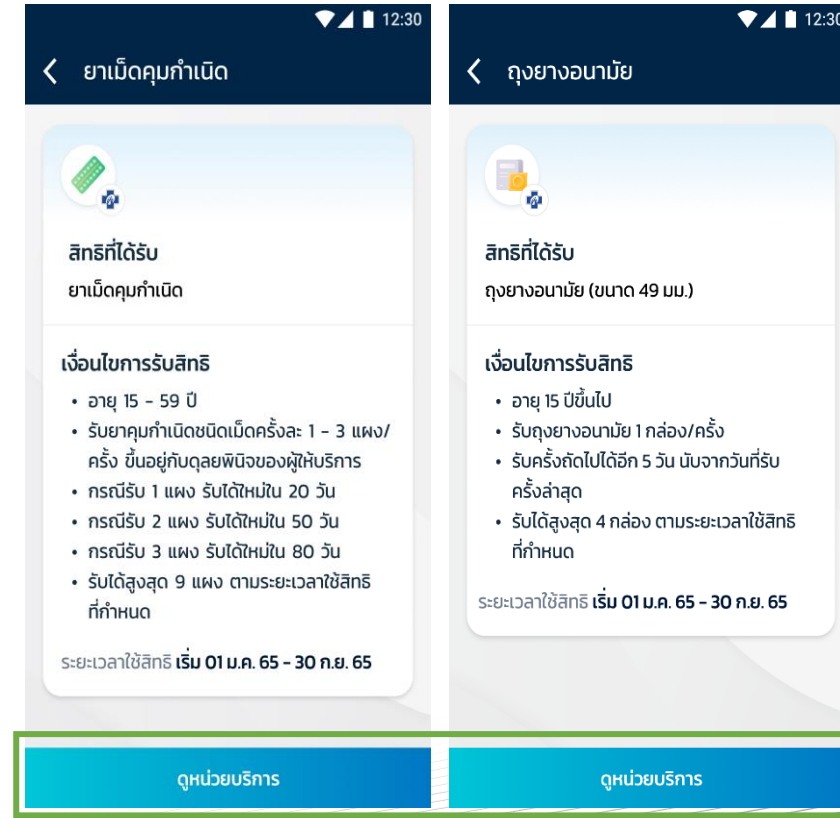 12:30
ยาเม็ดคุมกำเนิด
สิทธิที่ได้รับ
ยาเม็ดคุมกำเนิด
เงื่อนไขการรับสิทธิ
• อายุ 15 - 59 ปี
• รับยาคุมกำเนิดชนิดเม็ดครั้งละ 1 - 3 แผง/
ครั้ง ขึ้นอยู่กับดุลยพินิจของผู้ให้บริการ
• กรณีรับ 1 แผง รับได้ใหม่ใน 20 วัน
• กรณีรับ 2 แผง รับได้ใหม่ใน 50 วัน
• กรณีรับ 3 แผง รับได้ใหม่ใน 80 วัน
• รับได้สูงสุด 9 แผง ตามระยะเวลาใช้สิทธิ
ที่กำหนด
ระยะเวลาใช้สิทธิ เริ่ม 01 ม.ค. 65 - 30 ก.ย. 65
ดูหน่วยบริการ
12:30
ถุงยางอนามัย
สิทธิที่ได้รับ
ถุงยางอนามัย (ขนาด 49 มม.)
เงื่อนไขการรับสิทธิ
• อายุ 15 ปีขึ้นไป
• รับถุงยางอนามัย 1 กล่อง/ครั้ง
• รับครั้งถัดไปได้อีก 5 วัน นับจากวันที่รับ
ครั้งล่าสุด
• รับได้สูงสุด 4 กล่อง ตามระยะเวลาใช้สิทธิ
ที่กำหนด
ระยะเวลาใช้สิทธิ เริ่ม 01 ม.ค. 65 - 30 ก.ย. 65
ดูหน่วยบริการ